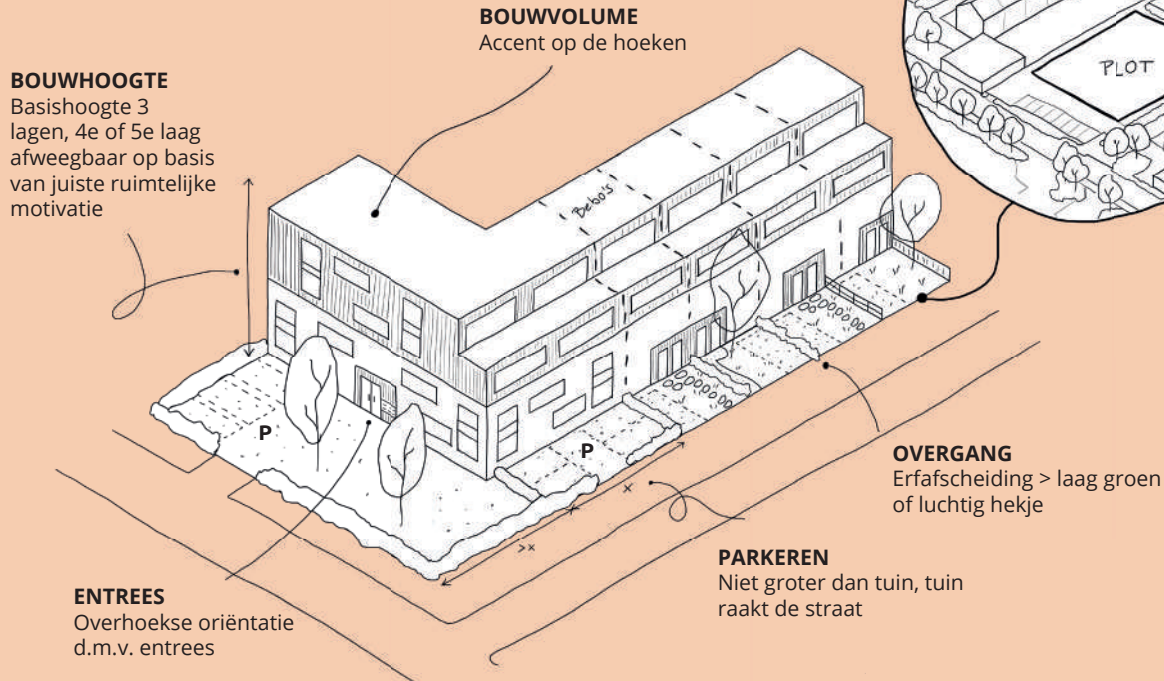 BOUWVOLUME
Accent op de hoeken
BOUWHOOGTE
Basishoogte 3
lagen, 4e of 5e laag
afweegbaar op basis
van juiste ruimtelijke
motivatie
PLOT
Bebo's
P
P
x
>x
OVERGANG
Erfafscheiding > laag groen
of luchtig hekje
PARKEREN
Niet groter dan tuin, tuin
raakt de straat
ENTREES
Overhoekse oriëntatie
d.m.v. entrees